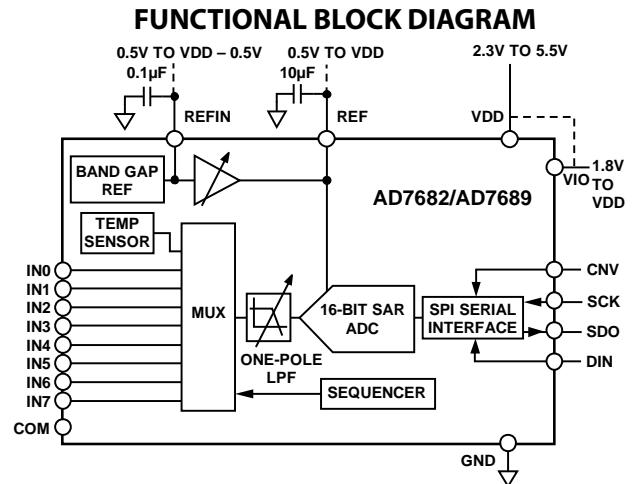 FUNCTIONAL BLOCK DIAGRAM
0.5V TO VDD – 0.5V
0.1µF
0.5V TO VDD
10µF
2.3V TO 5.5V
REFIN
REF
VDD
BAND GAP
REF
AD7682/AD7689
VIO
1.8V
TO
VDD
TEMP
SENSOR
IN0
IN1
IN2
IN3
IN4
IN5
IN6
IN7
COM
MUX
ONE-POLE
LPF
16-BIT SAR
ADC
SPI SERIAL
INTERFACE
CNV
SCK
SDO
DIN
SEQUENCER
GND